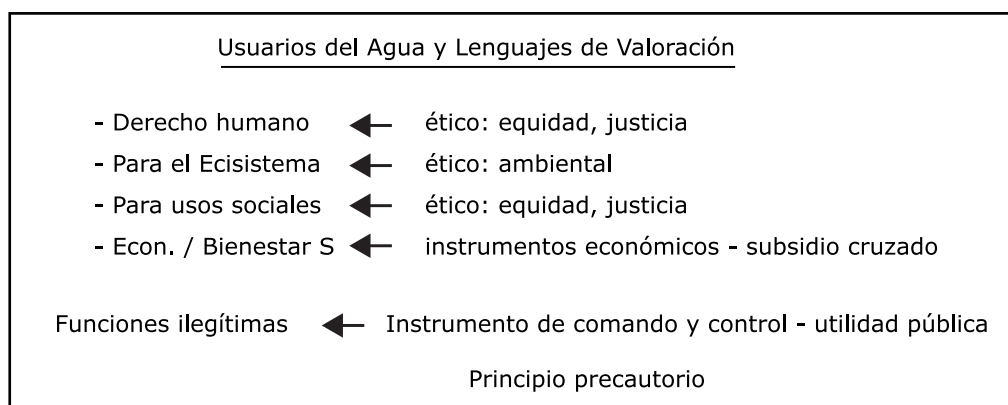 Usuarios del Agua y Lenguajes de Valoración
- Derecho humano ← ético: equidad, justicia
- Para el Ecisistema ← ético: ambiental
- Para usos sociales ← ético: equidad, justicia
- Econ. / Bienestar S ← instrumentos económicos - subsidio cruzado
Funciones ilegítimas ← Instrumento de comando y control - utilidad pública
Principio precautorio